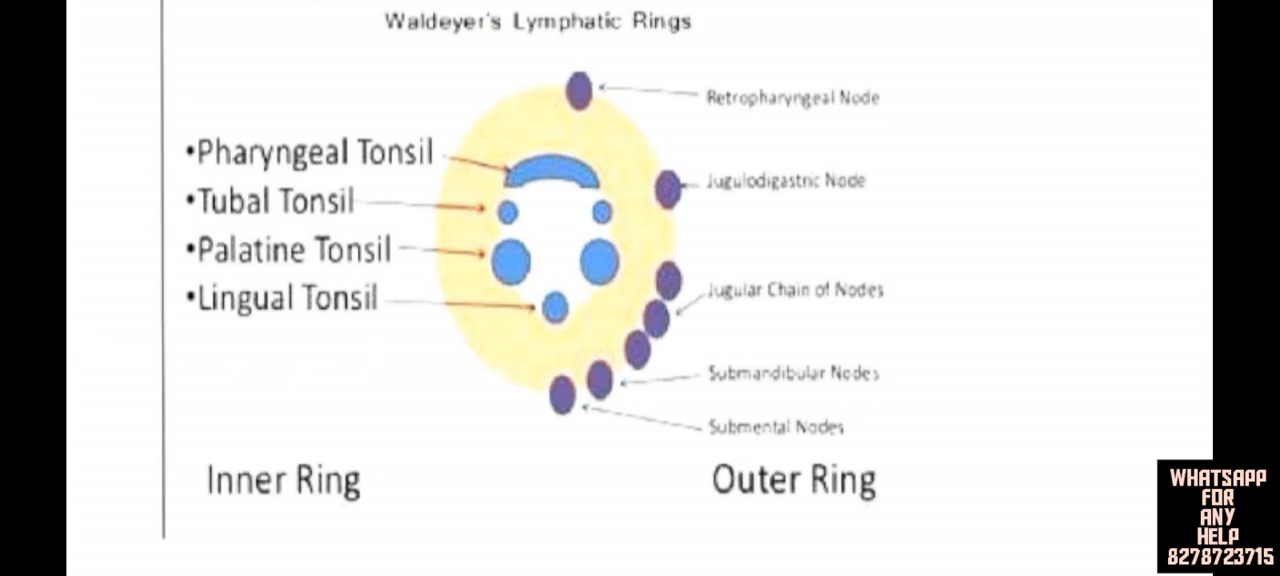 Waldeyer's Lymphatic Rings
Retropharyngeal Node
•Pharyngeal Tonsil
Jugulodigastric Node
•Tubal Tonsil
•Palatine Tonsil
Jugular Chain of Nodes
•Lingual Tonsil
Submandibular Nodes
Submental Nodes
Inner Ring
Outer Ring
WHATSAPP
FOR
ANY
HELP
8278723715